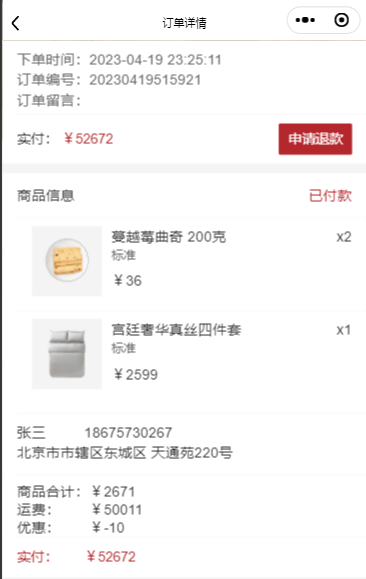 订单详情
下单时间：2023-04-19 23:25:11
订单编号：20230419515921
订单留言：
实付：￥52672 申请退款
商品信息 已付款
蔓越莓曲奇 200克 x2
标准
￥36
宫廷奢华真丝四件套 x1
标准
￥2599
张三 18675730267
北京市市辖区东城区 天通苑220号
商品合计：￥2671
运费：￥50011
优惠：￥-10
实付：￥52672